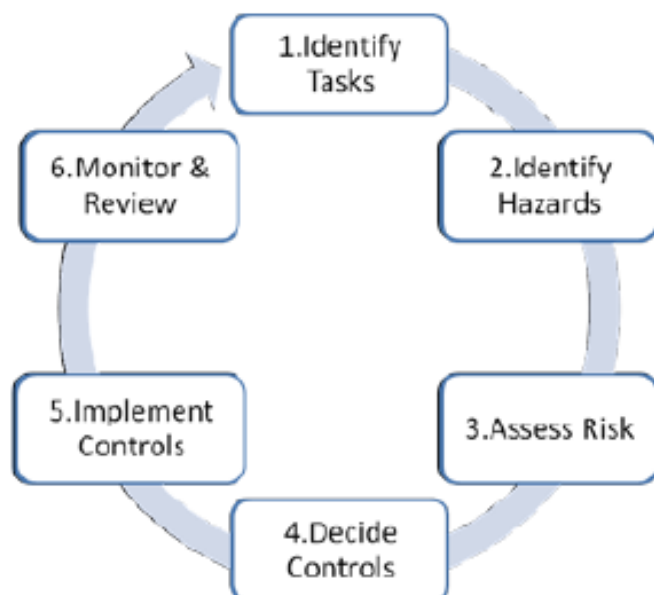 1.Identify
Tasks
2.Identify
Hazards
3.Assess Risk
4.Decide
Controls
5.Implement
Controls
6.Monitor &
Review